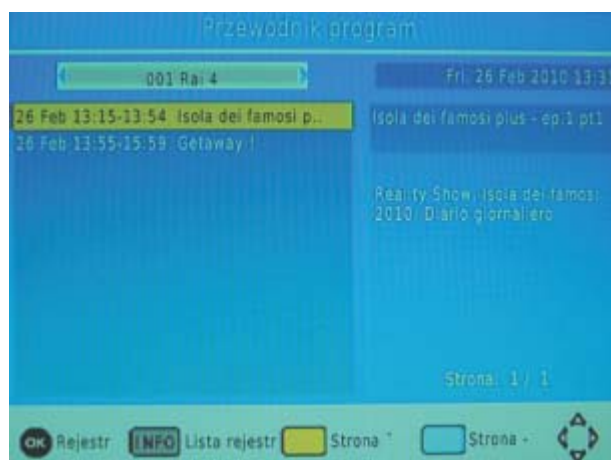 Przewodnik program
001 Rai 4
Fri. 26 Feb 2010 13:3
26 Feb 13:15-13:54 Isola dei famosi p..
26 Feb 13:55-15:59 Getaway !
Isola dei famosi plus - ep.1 pt1
Reality Show. Isola dei famosi
2010. Diario giornaliero
Strona: 1 / 1
OK Rejestr INFO Lista rejestr Strona Strona -